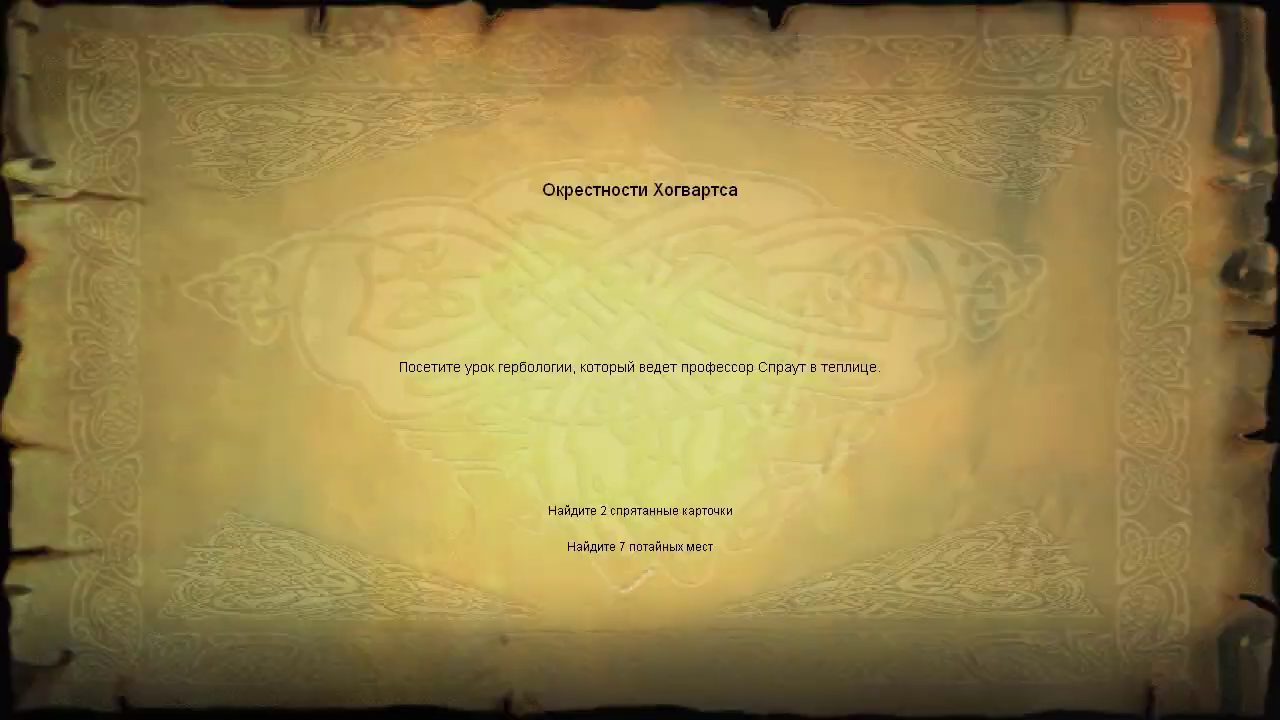 Окрестности Хогвартса
Посетите урок гербологии, который ведет профессор Спраут в теплице.
Найдите 2 спрятанные карточки
Найдите 7 потайных мест